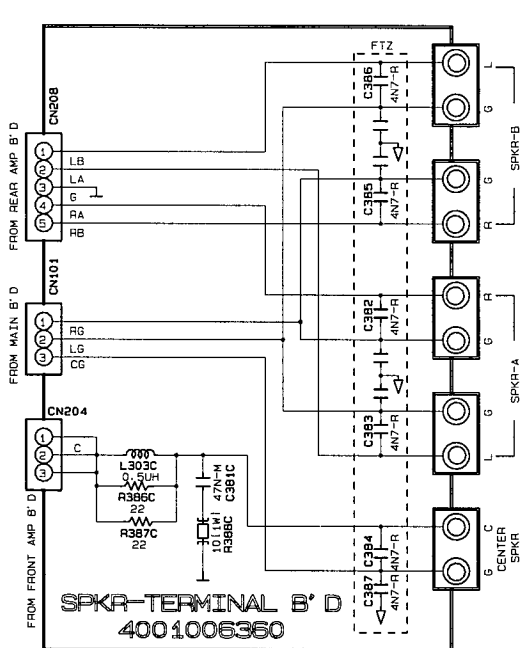 FTZ
C386
4N7-R
L
G
SPKR-B
CN208
FROM REAR AMP B'D
1
2
3
4
5
LB
LA
G
RA
RB
C385
4N7-R
G
R
CN101
FROM MAIN B'D
1
2
3
RG
LG
CG
C382
4N7-R
R
G
SPKR-A
C383
4N7-R
G
L
CN204
FROM FRONT AMP B'D
1
2
3
C
L303C
0.5UH
R386C
22
R387C
22
47N-M
C381C
10[1W]
R388C
C384
4N7-R
C387
4N7-R
C
G
CENTER
SPKR
SPKR-TERMINAL B'D
4001006360